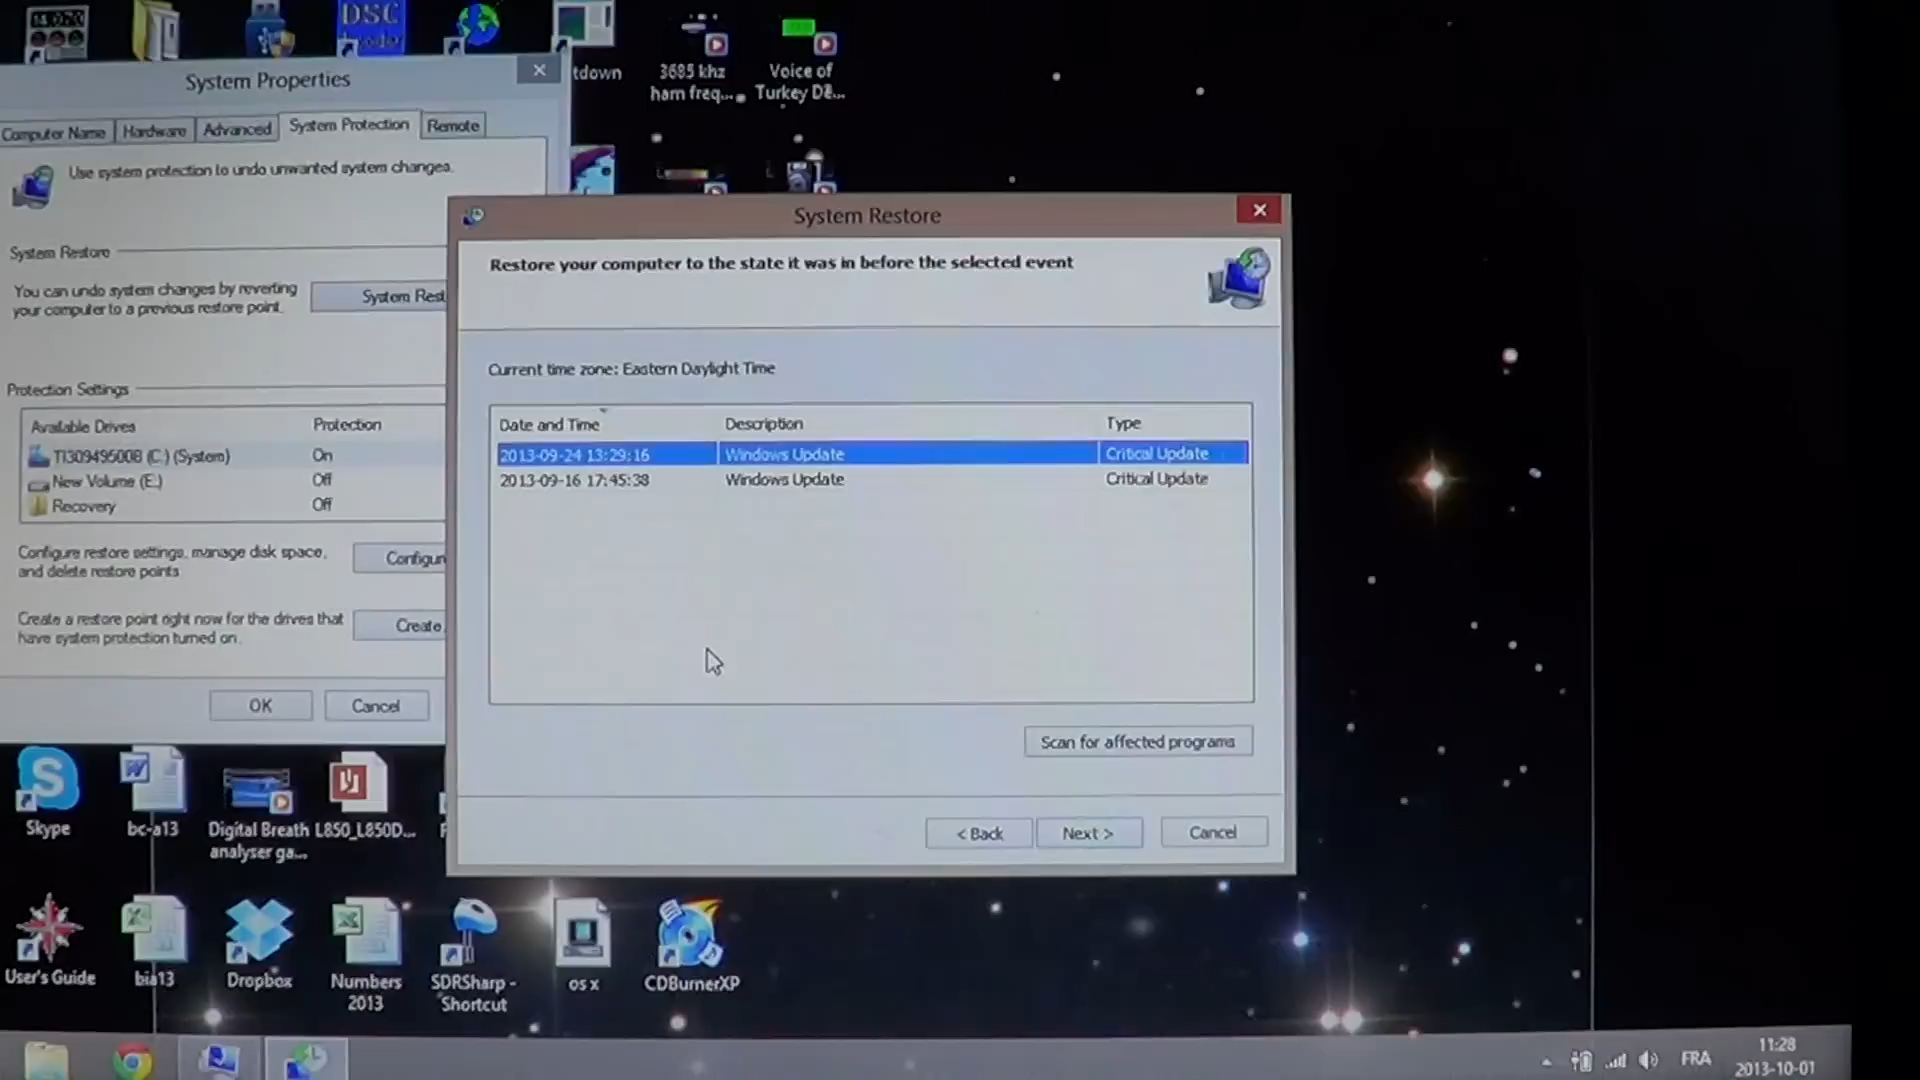 DSC
tdown
3685 khz
ham freq...
Voice of
Turkey DE...
System Properties
Computer Name
Hardware
Advanced
System Protection
Remote
Use system protection to undo unwanted system changes.
System Restore
You can undo system changes by reverting
your computer to a previous restore point.
System Rest
Protection Settings
Available Drives
Protection
TI309495008 (C:) (System)
On
New Volume (E:)
Off
Recovery
Off
Configure restore settings, manage disk space,
and delete restore points
Configur
Create a restore point right now for the drives that
have system protection turned on.
Create
OK
Cancel
System Restore
Restore your computer to the state it was in before the selected event
Current time zone: Eastern Daylight Time
Date and Time
Description
Type
2013-09-24 13:29:16
Windows Update
Critical Update
2013-09-16 17:45:38
Windows Update
Critical Update
Scan for affected programs
< Back
Next >
Cancel
Skype
bc-a13
Digital Breath
analyser ga...
L850_L850D...
User's Guide
bia13
Dropbox
Numbers
2013
SDRSharp -
Shortcut
os x
CDBurnerXP
FRA
11:28
2013-10-01